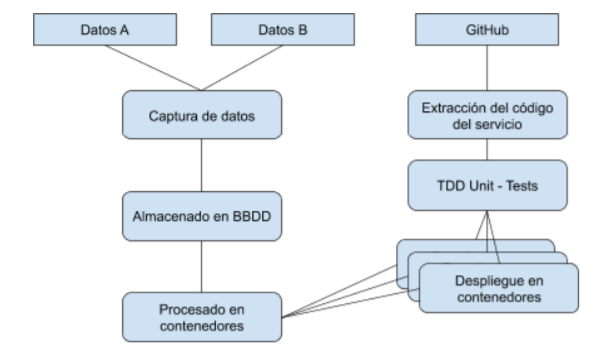 Datos A
Datos B
GitHub
Captura de datos
Extracción del código
del servicio
TDD Unit - Tests
Almacenado en BBDD
Despliegue en
contenedores
Procesado en
contenedores